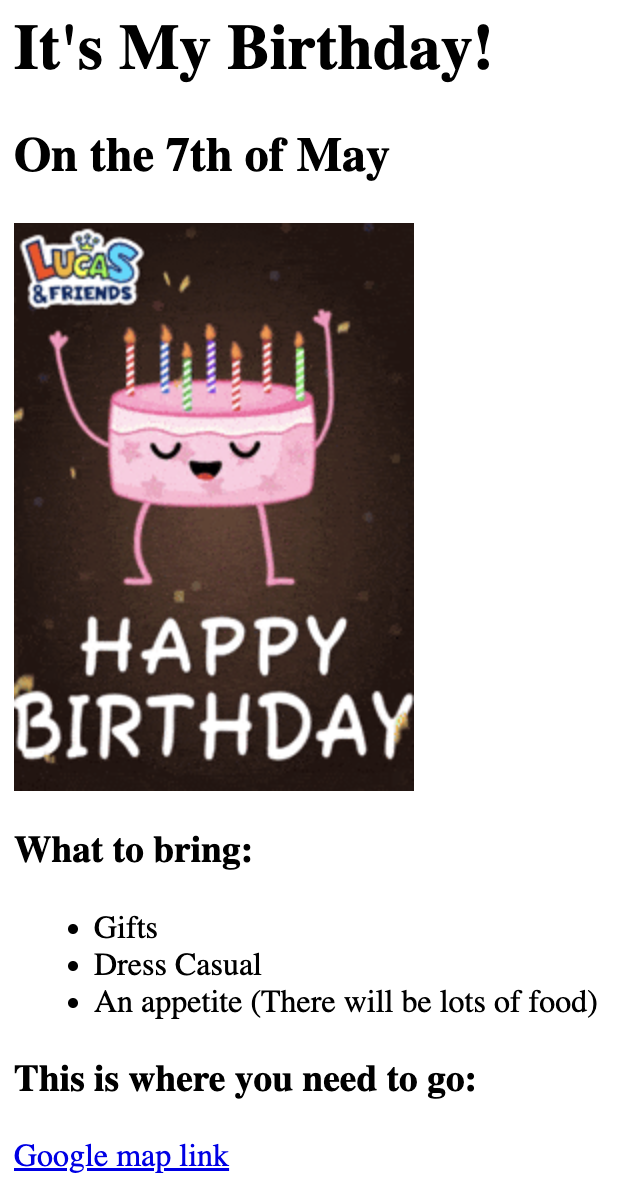 It's My Birthday!
On the 7th of May
LUCAS
& FRIENDS
HAPPY
BIRTHDAY
What to bring:
• Gifts
• Dress Casual
• An appetite (There will be lots of food)
This is where you need to go:
Google map link